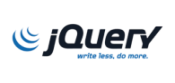 jQuery
write less, do more.